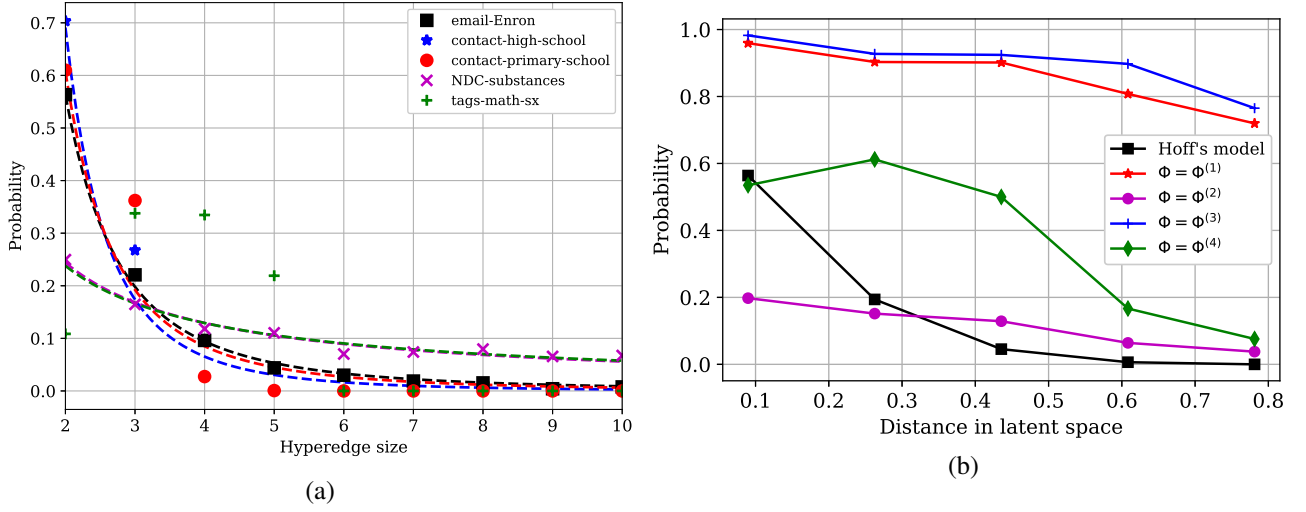 0.7
0.6
0.5
0.4
0.3
0.2
0.1
0.0
Probability
2 3 4 5 6 7 8 9 10
Hyperedge size
email-Enron
contact-high-school
contact-primary-school
NDC-substances
tags-math-sx
(a)
1.0
0.8
0.6
0.4
0.2
0.0
Probability
0.1 0.2 0.3 0.4 0.5 0.6 0.7 0.8
Distance in latent space
Hoff's model
Φ = Φ⁽¹⁾
Φ = Φ⁽²⁾
Φ = Φ⁽³⁾
Φ = Φ⁽⁴⁾
(b)